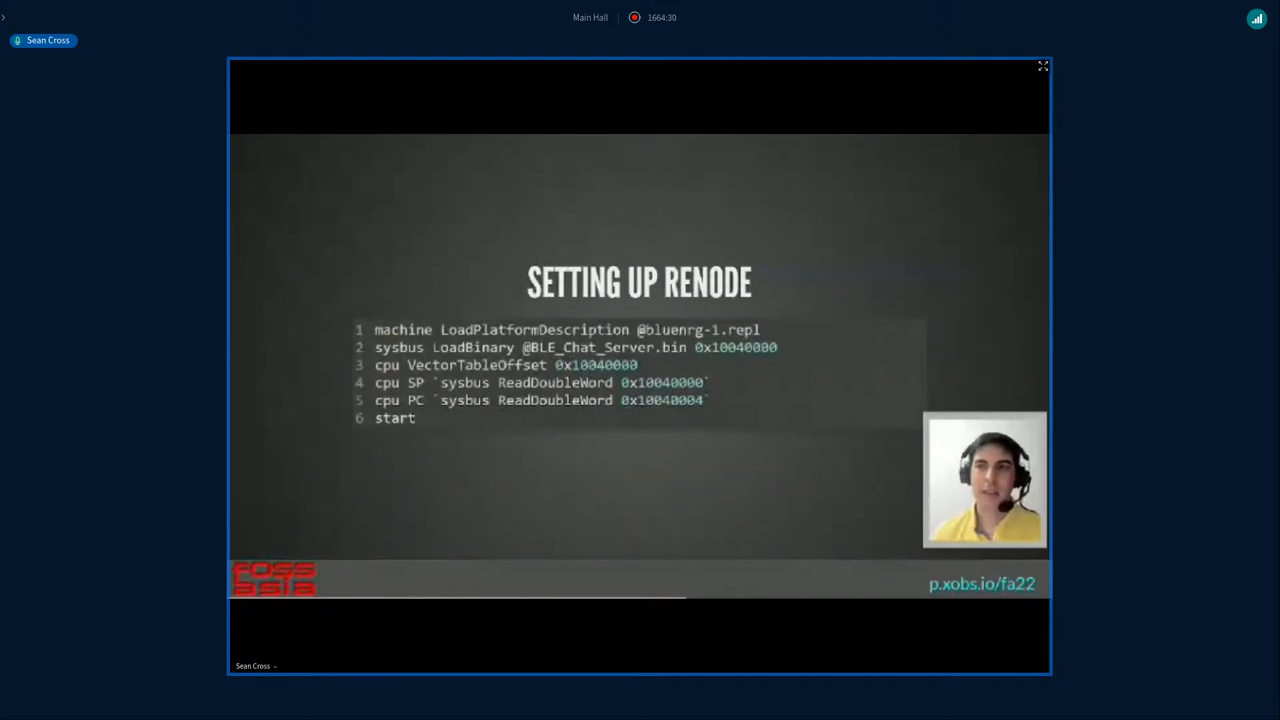 Main Hall
1664:30
Sean Cross
SETTING UP RENODE
1 machine LoadPlatformDescription @bluenrg-1.repl
2 sysbus LoadBinary @BLE_Chat_Server.bin 0x10040000
3 cpu VectorTableOffset 0x10040000
4 cpu SP `sysbus ReadDoubleWord 0x10040000`
5 cpu PC `sysbus ReadDoubleWord 0x10040004`
6 start
FOSS
ASIA
p.xobs.io/fa22
Sean Cross